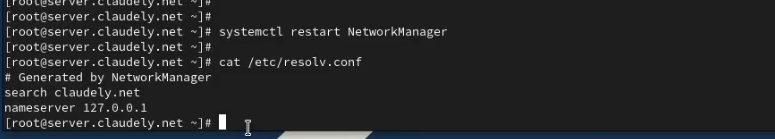 [root@server.claudely.net ~]#
[root@server.claudely.net ~]#
[root@server.claudely.net ~]# systemctl restart NetworkManager
[root@server.claudely.net ~]#
[root@server.claudely.net ~]# cat /etc/resolv.conf
# Generated by NetworkManager
search claudely.net
nameserver 127.0.0.1
[root@server.claudely.net ~]#